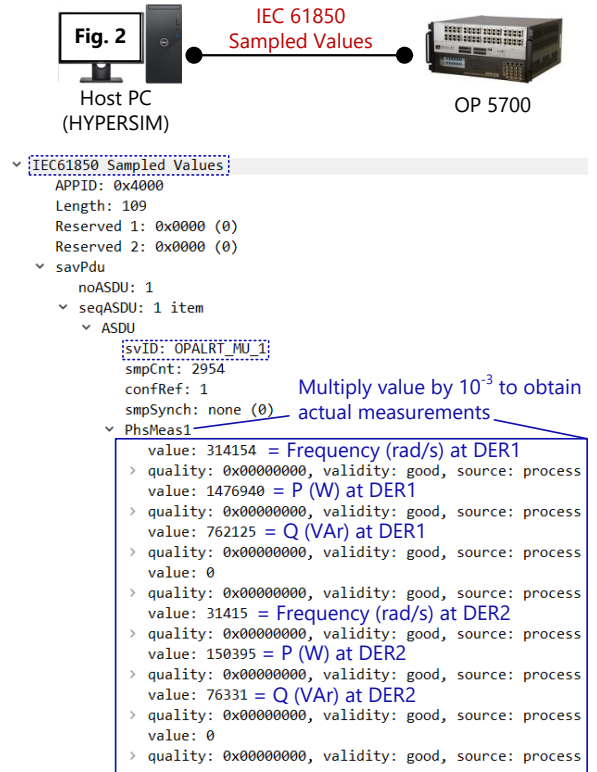 Fig. 2
IEC 61850
Sampled Values
Host PC
(HYPERSIM)
OP 5700
IEC61850 Sampled Values
APPID: 0x4000
Length: 109
Reserved 1: 0x0000 (0)
Reserved 2: 0x0000 (0)
savPdu
noASDU: 1
seqASDU: 1 item
ASDU
svID: OPALRT_MU_1
smpCnt: 2954
confRef: 1
smpSynch: none (0)
Multiply value by 10⁻³ to obtain
actual measurements
PhsMeas1
value: 314154 = Frequency (rad/s) at DER1
quality: 0x00000000, validity: good, source: process
value: 1476940 = P (W) at DER1
quality: 0x00000000, validity: good, source: process
value: 762125 = Q (VAr) at DER1
quality: 0x00000000, validity: good, source: process
value: 0
quality: 0x00000000, validity: good, source: process
value: 31415 = Frequency (rad/s) at DER2
quality: 0x00000000, validity: good, source: process
value: 150395 = P (W) at DER2
quality: 0x00000000, validity: good, source: process
value: 76331 = Q (VAr) at DER2
quality: 0x00000000, validity: good, source: process
value: 0
quality: 0x00000000, validity: good, source: process